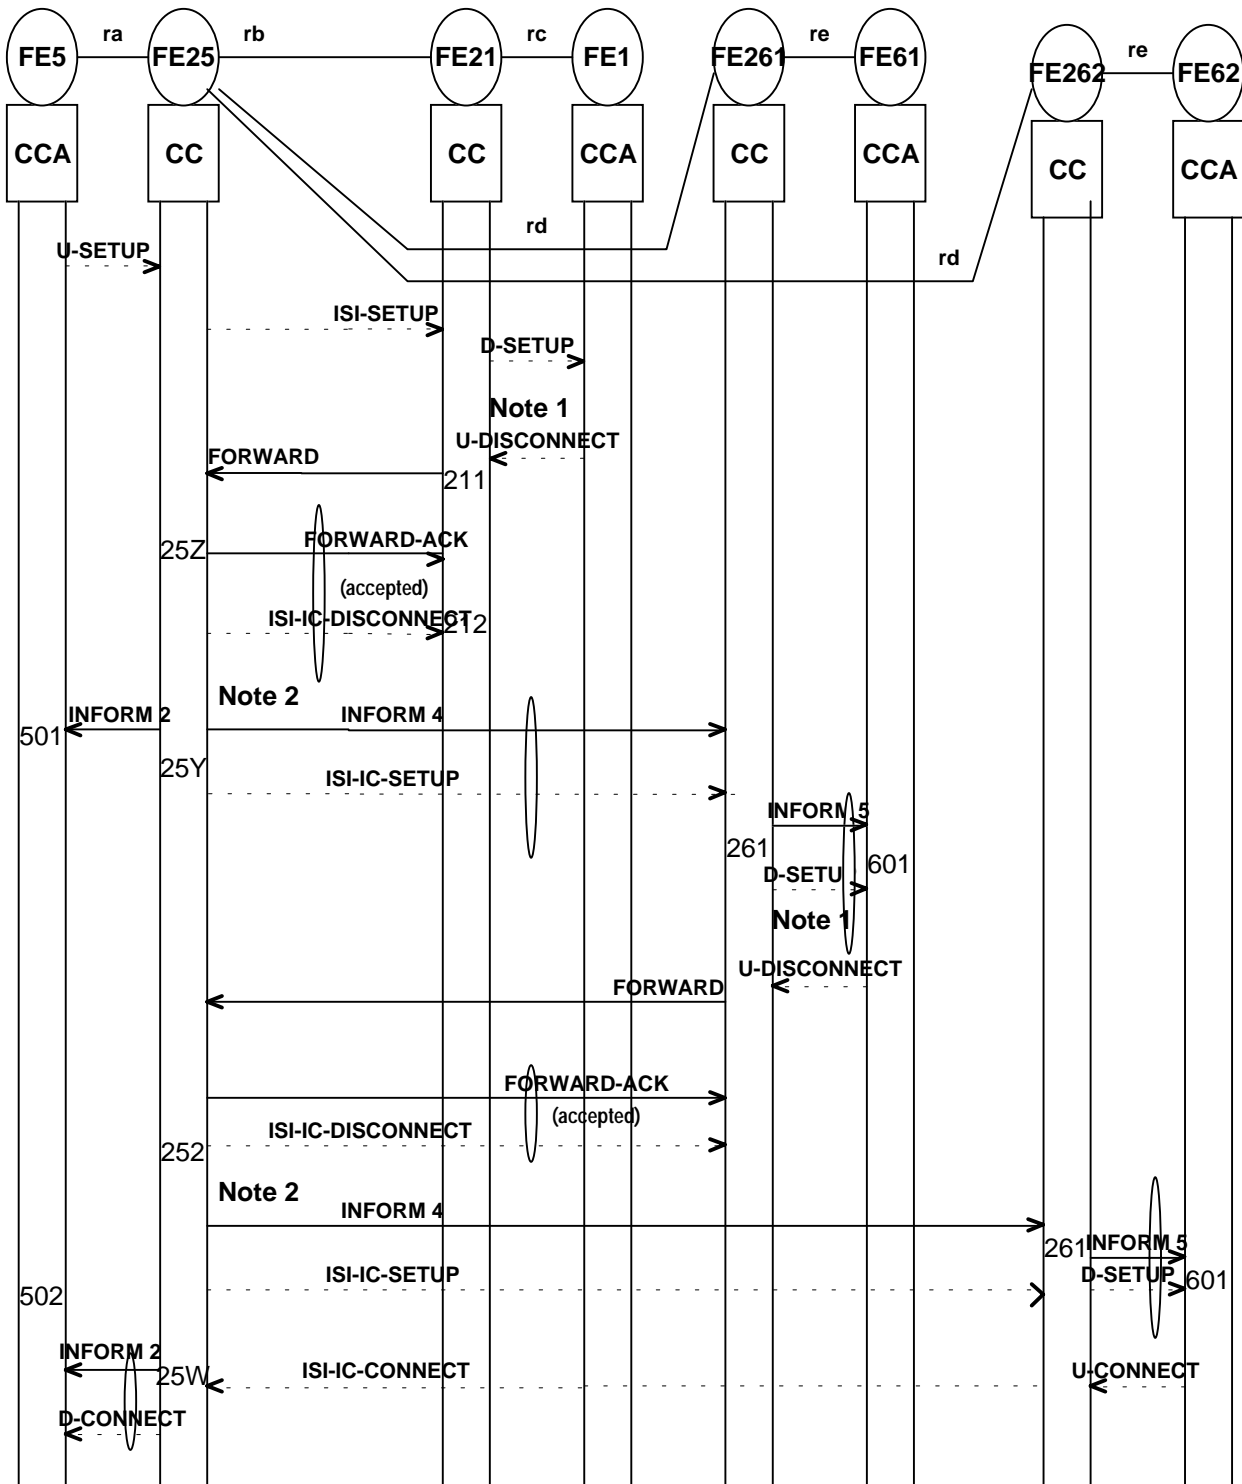 ra rb rc re re
FE5 FE25 FE21 FE1 FE261 FE61 FE262 FE62
CCA CC CC CCA CC CCA CC CCA
rd
rd
U-SETUP
ISI-SETUP
D-SETUP
Note 1
U-DISCONNECT
FORWARD
211
25Z
FORWARD-ACK
(accepted)
ISI-IC-DISCONNECT
212
Note 2
INFORM 2 INFORM 4
501
25Y
ISI-IC-SETUP
INFORM 5
261
601
D-SETU
Note 1
U-DISCONNECT
FORWARD
FORWARD-ACK
(accepted)
ISI-IC-DISCONNECT
252
Note 2
INFORM 4
261 INFORM 5
ISI-IC-SETUP D-SETUP
502
601
INFORM 2
25W ISI-IC-CONNECT U-CONNECT
D-CONNECT